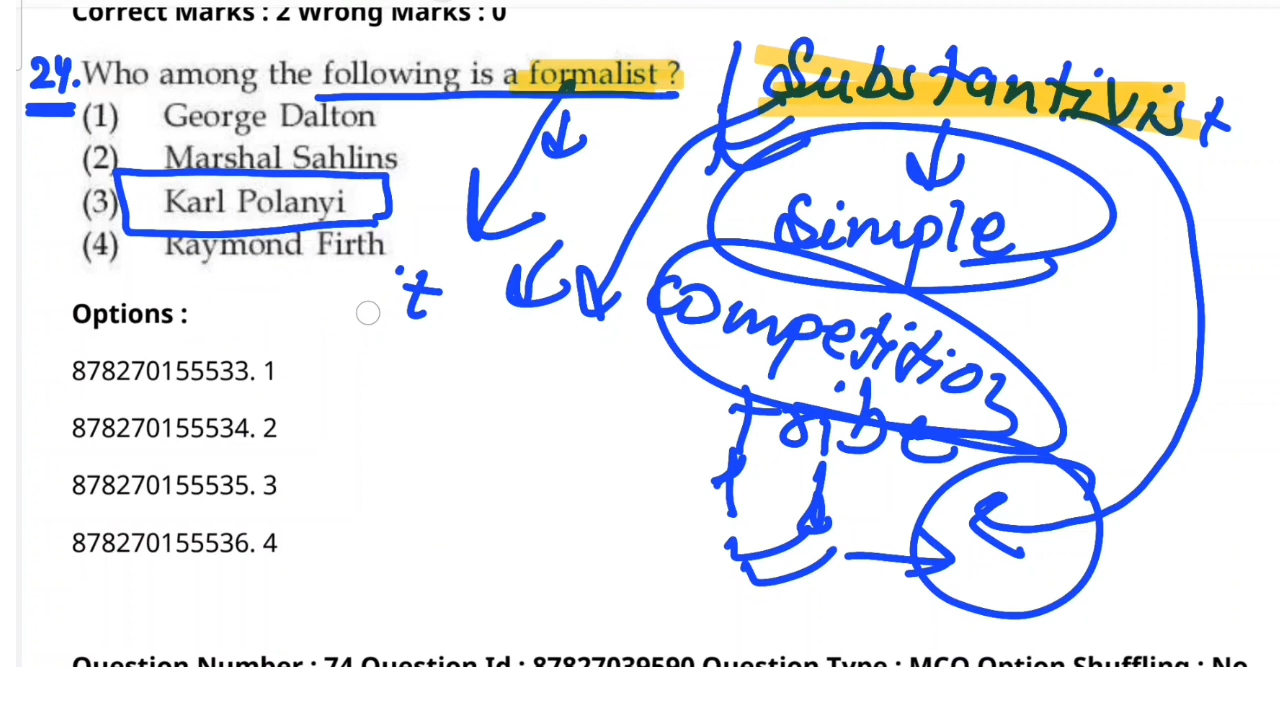 Correct Marks : 2 Wrong Marks : 0
24. Who among the following is a formalist ?
(1) George Dalton
(2) Marshal Sahlins
(3) Karl Polanyi
(4) Raymond Firth
Options :
878270155533. 1
878270155534. 2
878270155535. 3
878270155536. 4
Substantivist
Simple
Competition
Tribe
Question Number : 74 Question Id : 87827039590 Question Type : MCQ Option Shuffling : No